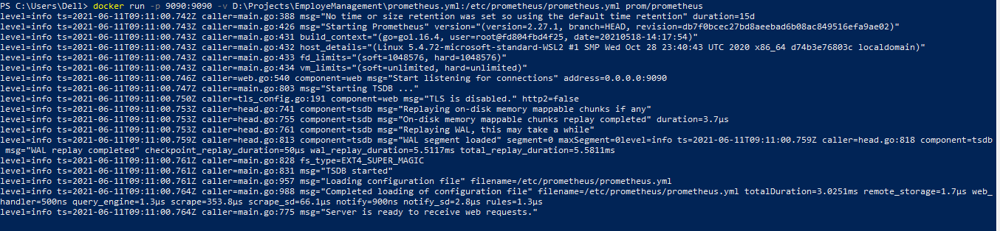 PS C:\Users\Dell> docker run -p 9090:9090 -v D:\Projects\EmployeManagement\prometheus.yml:/etc/prometheus/prometheus.yml prom/prometheus
level=info ts=2021-06-11T09:11:00.742Z caller=main.go:388 msg="No time or size retention was set so using the default time retention" duration=15d
level=info ts=2021-06-11T09:11:00.743Z caller=main.go:426 msg="Starting Prometheus" version="(version=2.27.1, branch=HEAD, revision=db7f0bcec27bd8aeebad6b08ac849516efa9ae02)"
level=info ts=2021-06-11T09:11:00.743Z caller=main.go:431 build_context="(go=go1.16.4, user=root@fd804fbd4f25, date=20210518-14:17:54)"
level=info ts=2021-06-11T09:11:00.743Z caller=main.go:432 host_details="(Linux 5.4.72-microsoft-standard-WSL2 #1 SMP Wed Oct 28 23:40:43 UTC 2020 x86_64 d74b3e76803c localdomain)"
level=info ts=2021-06-11T09:11:00.743Z caller=main.go:433 fd_limits="(soft=1048576, hard=1048576)"
level=info ts=2021-06-11T09:11:00.743Z caller=main.go:434 vm_limits="(soft=unlimited, hard=unlimited)"
level=info ts=2021-06-11T09:11:00.746Z caller=web.go:540 component=web msg="Start listening for connections" address=0.0.0.0:9090
level=info ts=2021-06-11T09:11:00.747Z caller=main.go:803 msg="Starting TSDB ..."
level=info ts=2021-06-11T09:11:00.750Z caller=tls_config.go:191 component=web msg="TLS is disabled." http2=false
level=info ts=2021-06-11T09:11:00.753Z caller=head.go:741 component=tsdb msg="Replaying on-disk memory mappable chunks if any"
level=info ts=2021-06-11T09:11:00.753Z caller=head.go:755 component=tsdb msg="On-disk memory mappable chunks replay completed" duration=3.7µs
level=info ts=2021-06-11T09:11:00.753Z caller=head.go:761 component=tsdb msg="Replaying WAL, this may take a while"
level=info ts=2021-06-11T09:11:00.759Z caller=head.go:813 component=tsdb msg="WAL segment loaded" segment=0 maxSegment=0level=info ts=2021-06-11T09:11:00.759Z caller=head.go:818 component=tsdb
msg="WAL replay completed" checkpoint_replay_duration=50µs wal_replay_duration=5.5117ms total_replay_duration=5.5811ms
level=info ts=2021-06-11T09:11:00.761Z caller=main.go:828 fs_type=EXT4_SUPER_MAGIC
level=info ts=2021-06-11T09:11:00.761Z caller=main.go:831 msg="TSDB started"
level=info ts=2021-06-11T09:11:00.761Z caller=main.go:957 msg="Loading configuration file" filename=/etc/prometheus/prometheus.yml
level=info ts=2021-06-11T09:11:00.764Z caller=main.go:988 msg="Completed loading of configuration file" filename=/etc/prometheus/prometheus.yml totalDuration=3.0251ms remote_storage=1.7µs web_
handler=500ns query_engine=1.3µs scrape=353.8µs scrape_sd=66.1µs notify=900ns notify_sd=2.8µs rules=1.3µs
level=info ts=2021-06-11T09:11:00.764Z caller=main.go:775 msg="Server is ready to receive web requests."